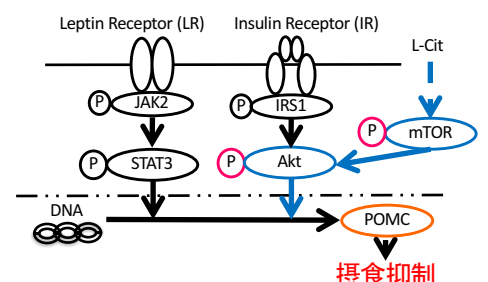 Leptin Receptor (LR)
Insulin Receptor (IR)
L-Cit
P
JAK2
P
IRS1
P
mTOR
P
STAT3
P
Akt
DNA
POMC
摂食抑制